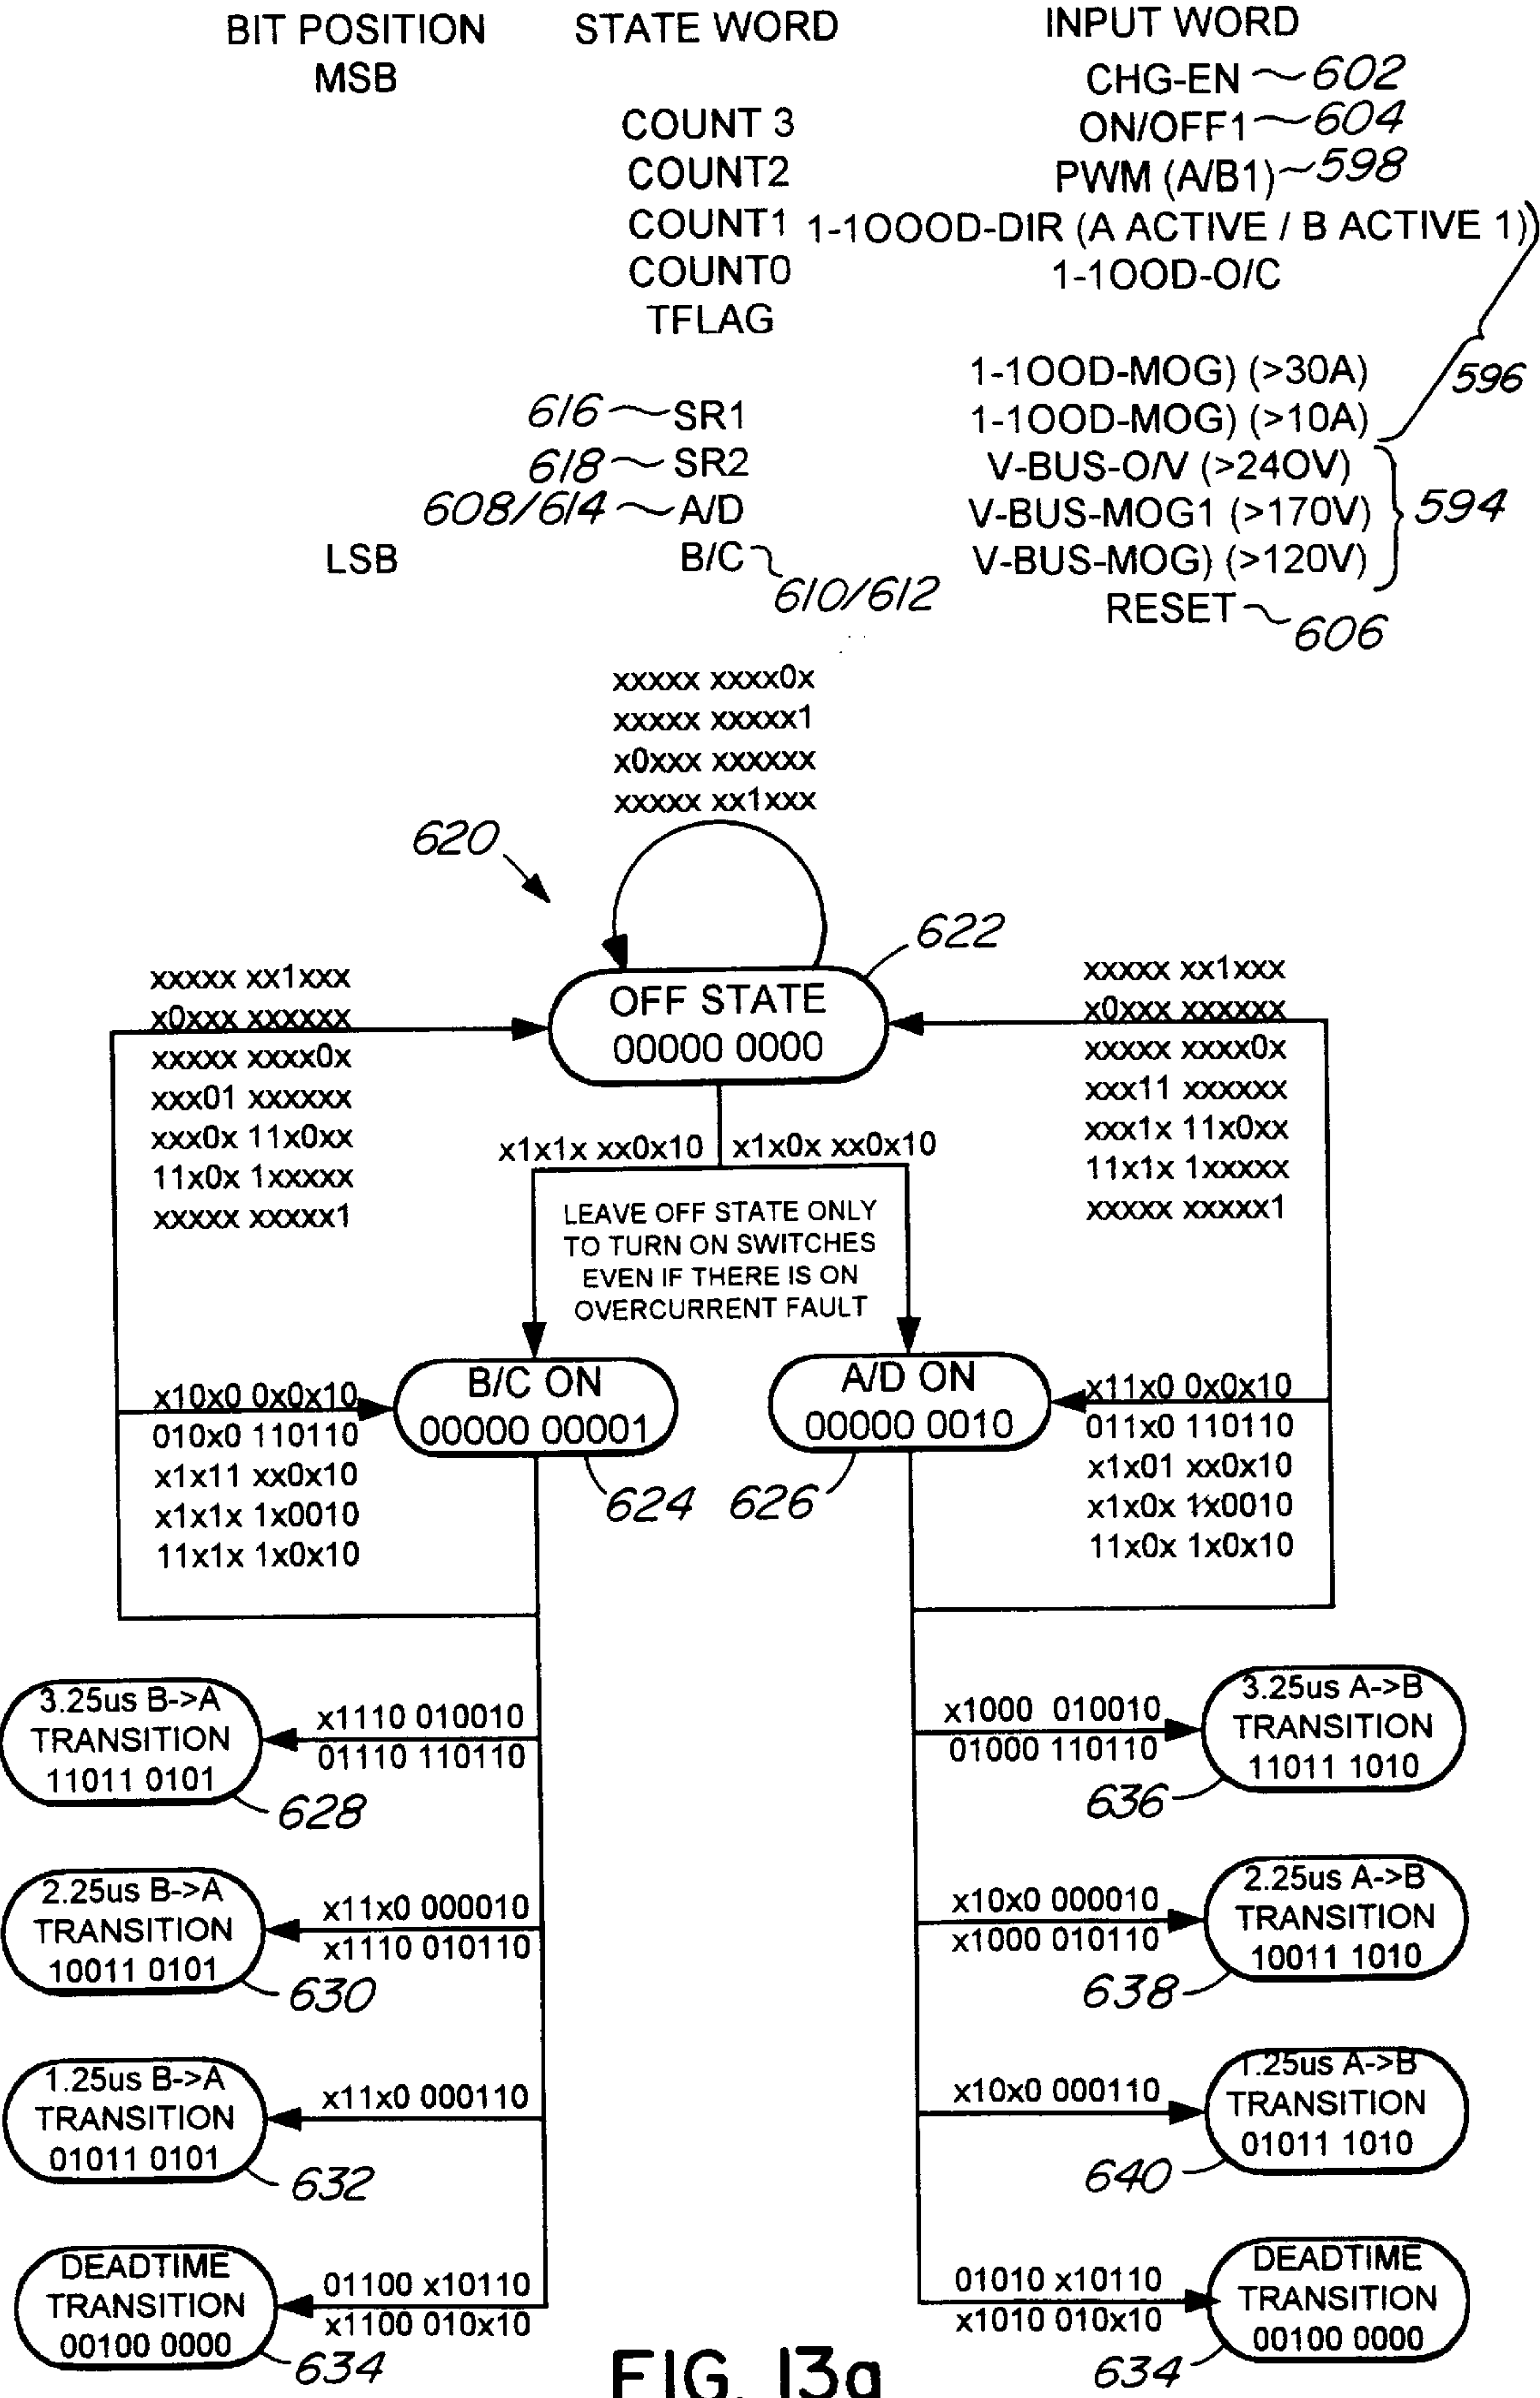 BIT POSITION STATE WORD INPUT WORD
MSB CHG-EN 602
COUNT 3 ON/OFF1 604
COUNT2 PWM (A/B1) 598
COUNT1 1-1OOOD-DIR (A ACTIVE / B ACTIVE 1))
COUNT0 1-1OOD-O/C
TFLAG
1-1OOD-MOG) (>30A) 596
616 SR1 1-1OOD-MOG) (>10A)
618 SR2 V-BUS-O/V (>24OV)
608/614 A/D V-BUS-MOG1 (>170V) 594
LSB B/C V-BUS-MOG) (>120V)
610/612 RESET 606
xxxxx xxxx0x
xxxxx xxxxx1
x0xxx xxxxxx
xxxxx xx1xxx
620
622
OFF STATE
00000 0000
xxxxx xx1xxx
x0xxx xxxxxx
xxxxx xxxx0x
xxx01 xxxxxx
xxx0x 11x0xx
11x0x 1xxxxx
xxxxx xxxxx1
xxxxx xx1xxx
x0xxx xxxxxx
xxxxx xxxx0x
xxx11 xxxxxx
xxx1x 11x0xx
11x1x 1xxxxx
xxxxx xxxxx1
x1x1x xx0x10 x1x0x xx0x10
LEAVE OFF STATE ONLY
TO TURN ON SWITCHES
EVEN IF THERE IS ON
OVERCURRENT FAULT
B/C ON
00000 00001
624
A/D ON
00000 0010
626
x10x0 0x0x10
010x0 110110
x1x11 xx0x10
x1x1x 1x0010
11x1x 1x0x10
x11x0 0x0x10
011x0 110110
x1x01 xx0x10
x1x0x 1x0010
11x0x 1x0x10
3.25us B->A
TRANSITION
11011 0101
628
x1110 010010
01110 110110
x1000 010010
01000 110110
3.25us A->B
TRANSITION
11011 1010
636
2.25us B->A
TRANSITION
10011 0101
630
x11x0 000010
x1110 010110
x10x0 000010
x1000 010110
2.25us A->B
TRANSITION
10011 1010
638
1.25us B->A
TRANSITION
01011 0101
632
x11x0 000110
x10x0 000110
1.25us A->B
TRANSITION
01011 1010
640
DEADTIME
TRANSITION
00100 0000
634
01100 x10110
x1100 010x10
01010 x10110
x1010 010x10
DEADTIME
TRANSITION
00100 0000
634
FIG. 13a